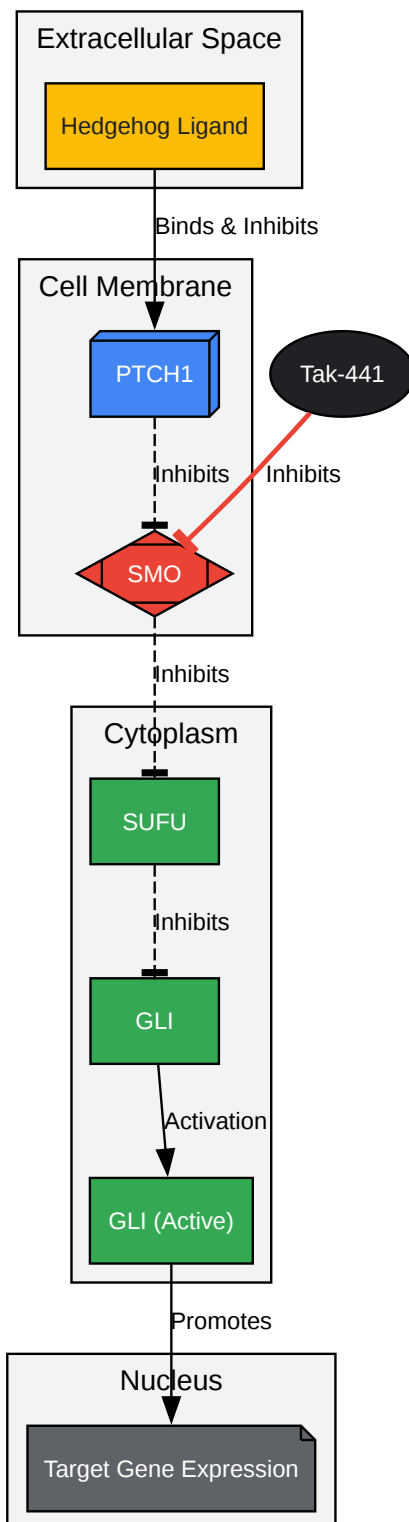 Extracellular Space
Hedgehog Ligand
Binds & Inhibits
Cell Membrane
PTCH1
Tak-441
Inhibits
Inhibits
SMO
Inhibits
Cytoplasm
SUFU
Inhibits
GLI
Activation
GLI (Active)
Promotes
Nucleus
Target Gene Expression